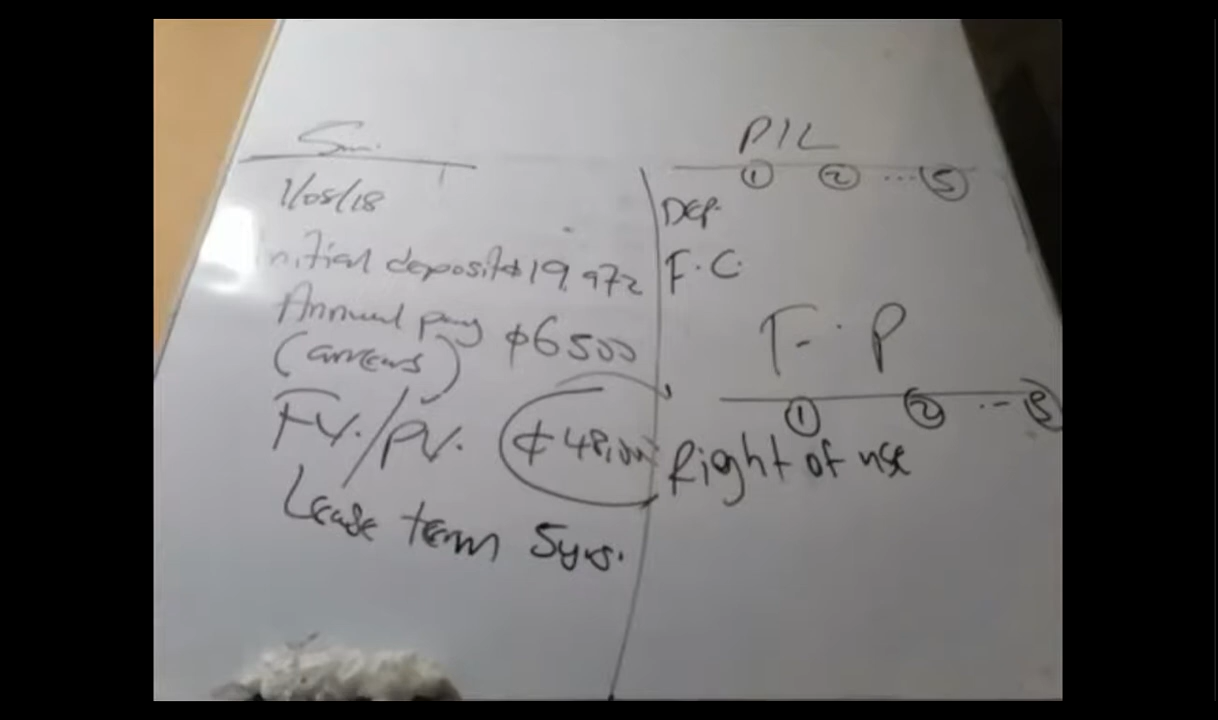 1/05/18
initial deposit ¢19,972
Annual pay ¢6500
(arrears)
FV./PV. ¢48,000
Lease term 5yrs.
P/L
① ② ... ⑤
DEP.
F.C.
F.P
① ② ... ⑤
Right of use